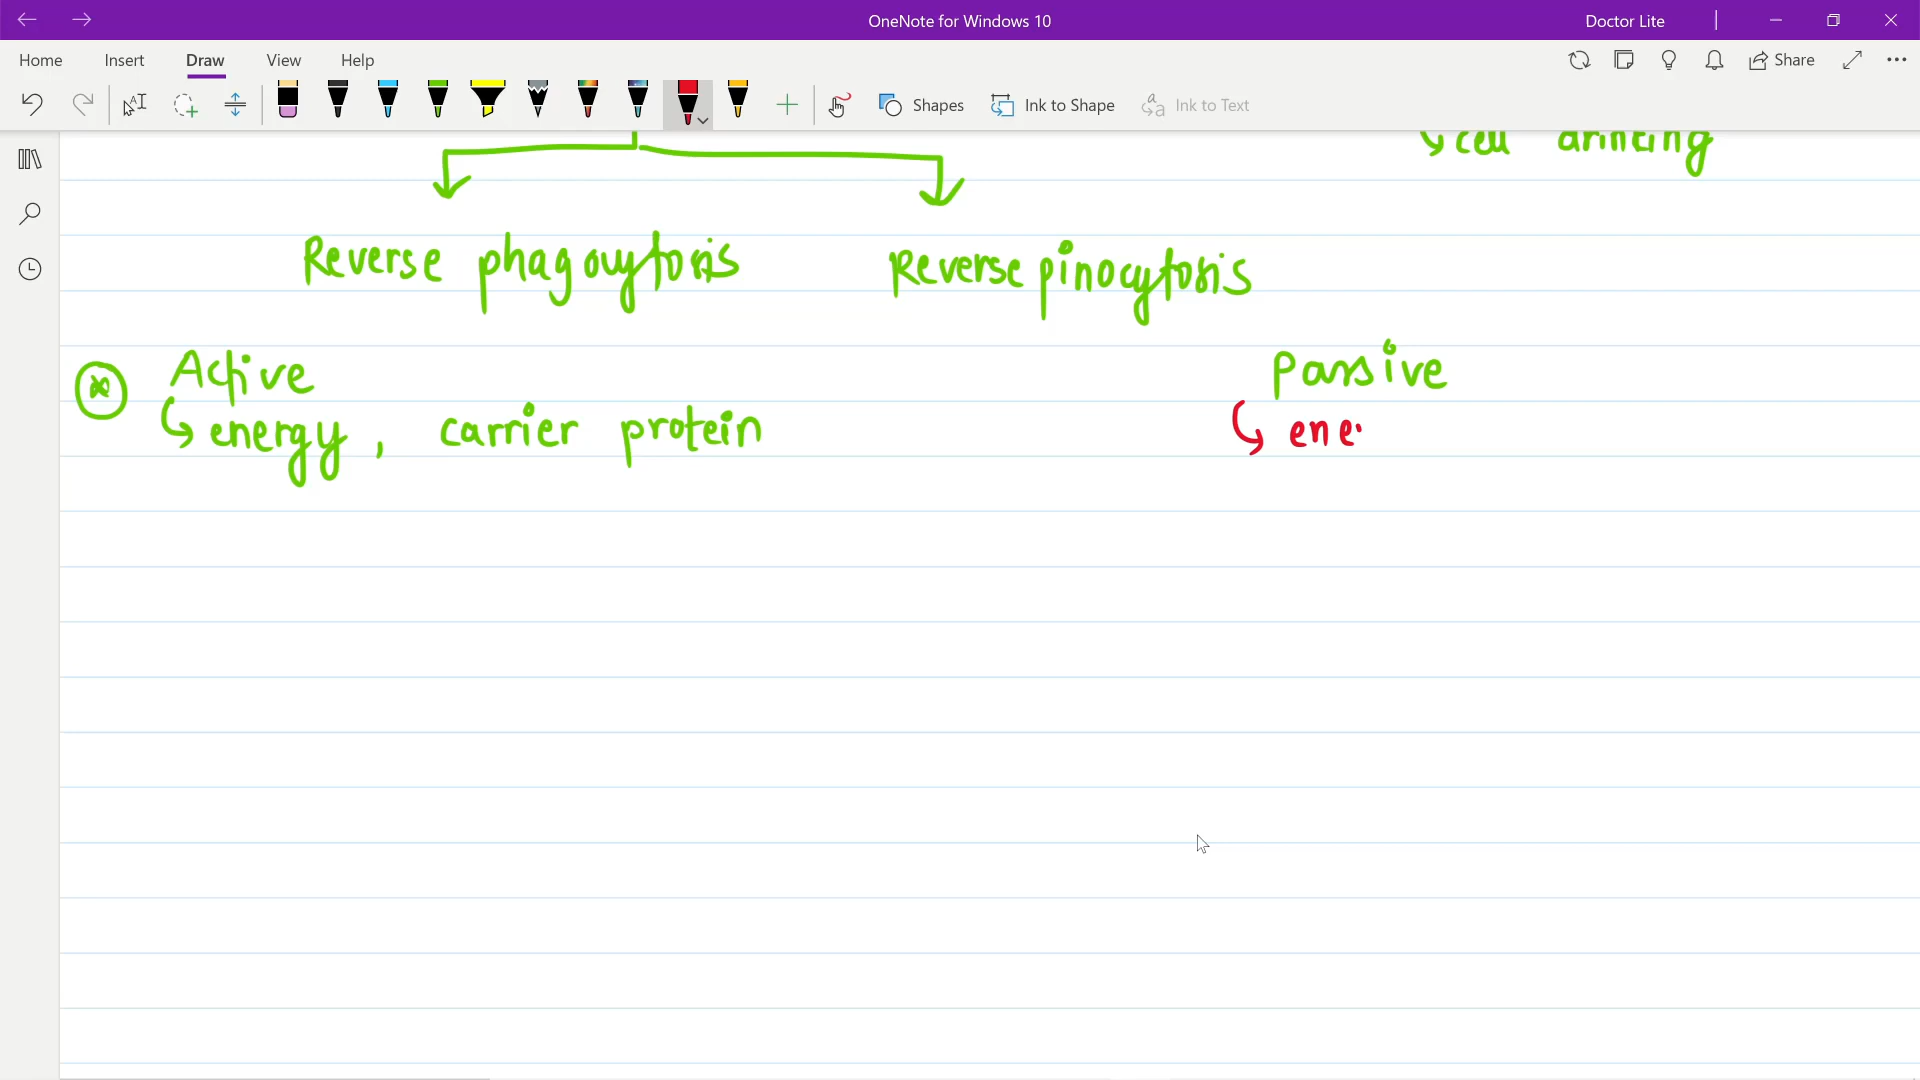 OneNote for Windows 10
Doctor Lite
Home Insert Draw View Help
Share
Shapes Ink to Shape Ink to Text
cell drinking
Reverse phagocytosis Reverse pinocytosis
Active Passive
energy, carrier protein ene